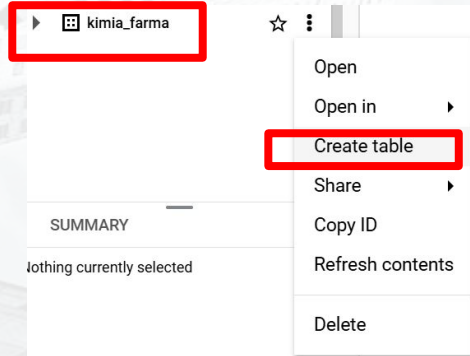 kimia_farma
Open
Open in
Create table
Share
Copy ID
Refresh contents
Delete
SUMMARY
Nothing currently selected